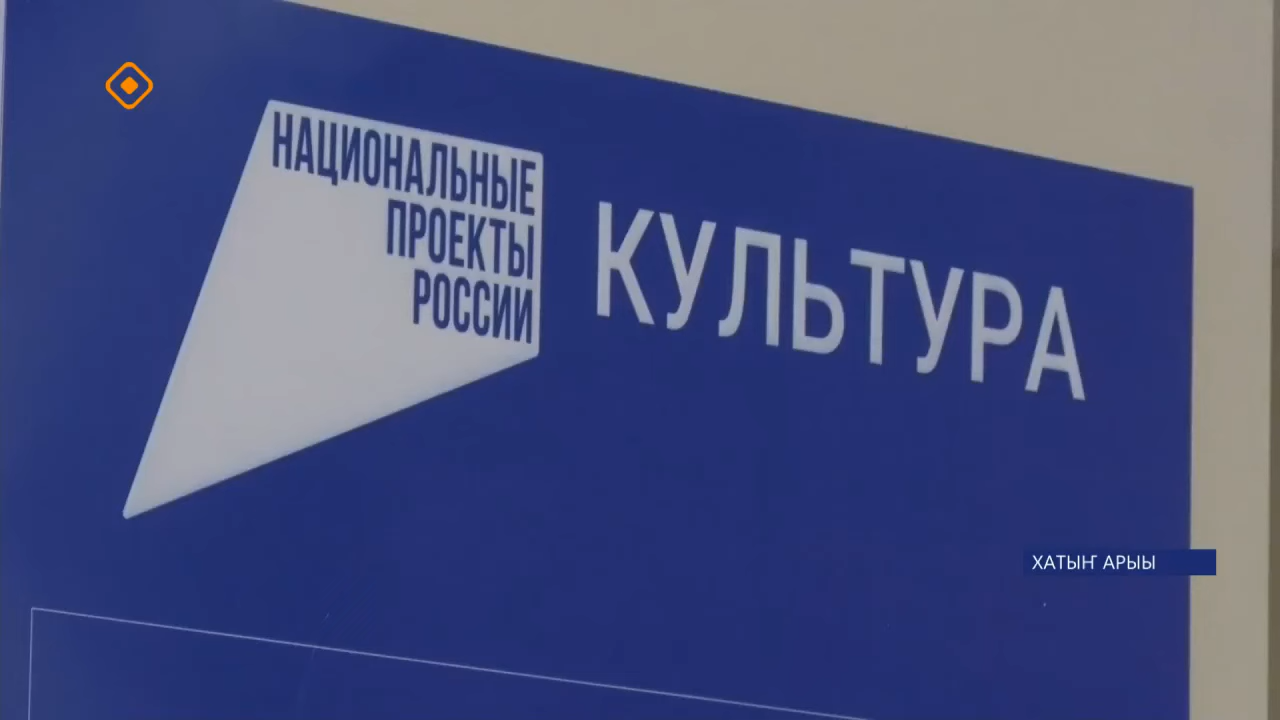 НАЦИОНАЛЬНЫЕ
ПРОЕКТЫ
РОССИИ
КУЛЬТУРА
ХАТЫҤ АРЫЫ